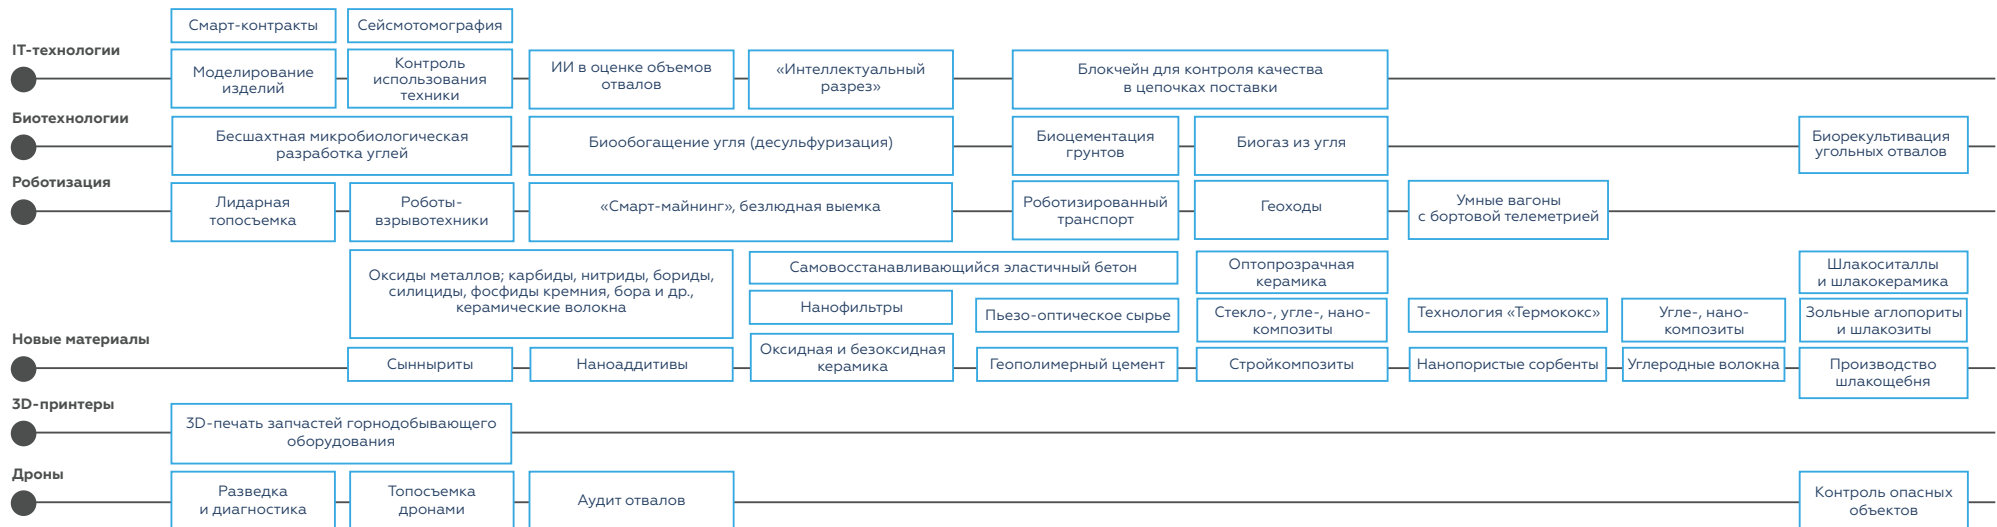 Смарт-контракты
Сейсмотомография
IT-технологии
Моделирование
изделий
Контроль
использования
техники
ИИ в оценке объемов
отвалов
«Интеллектуальный
разрез»
Блокчейн для контроля качества
в цепочках поставки
Биотехнологии
Бесшахтная микробиологическая
разработка углей
Биообогащение угля (десульфуризация)
Биоцементация
грунтов
Биогаз из угля
Биорекультивация
угольных отвалов
Роботизация
Лидарная
топосъемка
Роботы-
взрывотехники
«Смарт-майнинг», безлюдная выемка
Роботизированный
транспорт
Геоходы
Умные вагоны
с бортовой телеметрией
Оксиды металлов; карбиды, нитриды, бориды,
силициды, фосфиды кремния, бора и др.,
керамические волокна
Самовосстанавливающийся эластичный бетон
Оптопрозрачная
керамика
Шлакоситаллы
и шлакокерамика
Нанофильтры
Пьезо-оптическое сырье
Стекло-, угле-, нано-
композиты
Технология «Термококс»
Угле-, нано-
композиты
Зольные аглопориты
и шлакозиты
Новые материалы
Сынныриты
Наноаддитивы
Оксидная и безоксидная
керамика
Геополимерный цемент
Стройкомпозиты
Нанопористые сорбенты
Углеродные волокна
Производство
шлакощебня
3D-принтеры
3D-печать запчастей горнодобывающего
оборудования
Дроны
Разведка
и диагностика
Топосъемка
дронами
Аудит отвалов
Контроль опасных
объектов